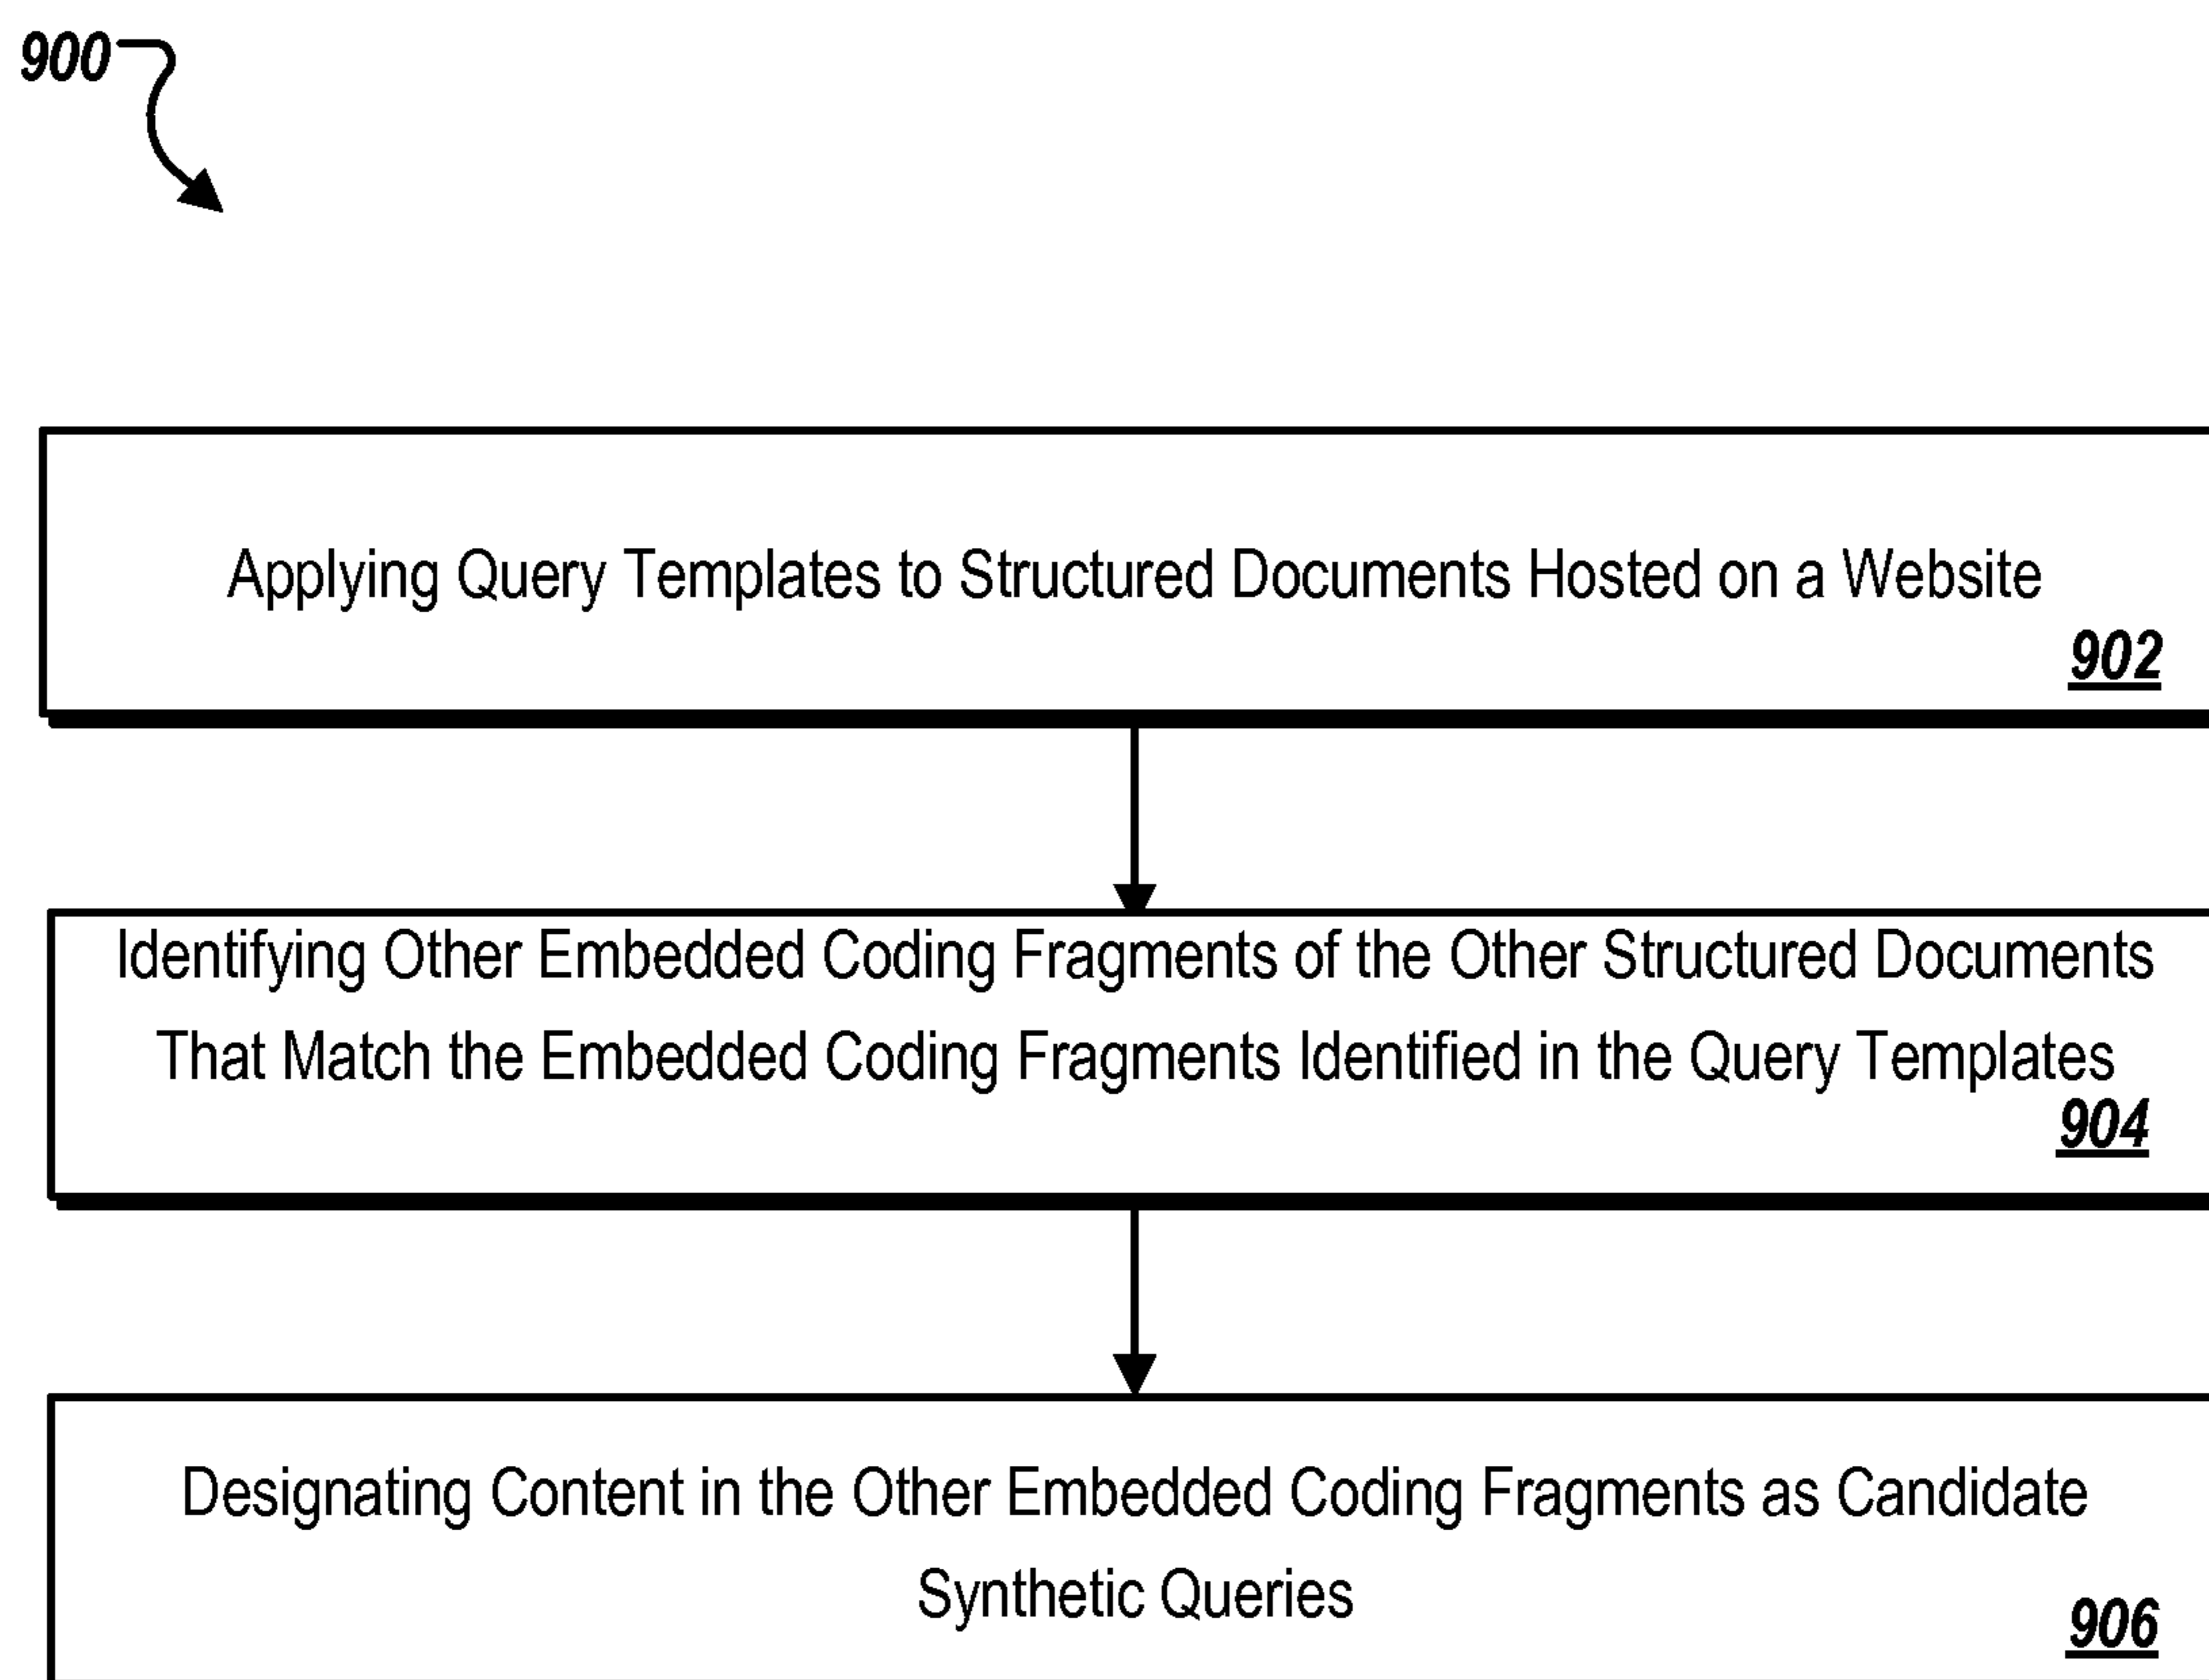 900
Applying Query Templates to Structured Documents Hosted on a Website
902
Identifying Other Embedded Coding Fragments of the Other Structured Documents
That Match the Embedded Coding Fragments Identified in the Query Templates
904
Designating Content in the Other Embedded Coding Fragments as Candidate
Synthetic Queries
906